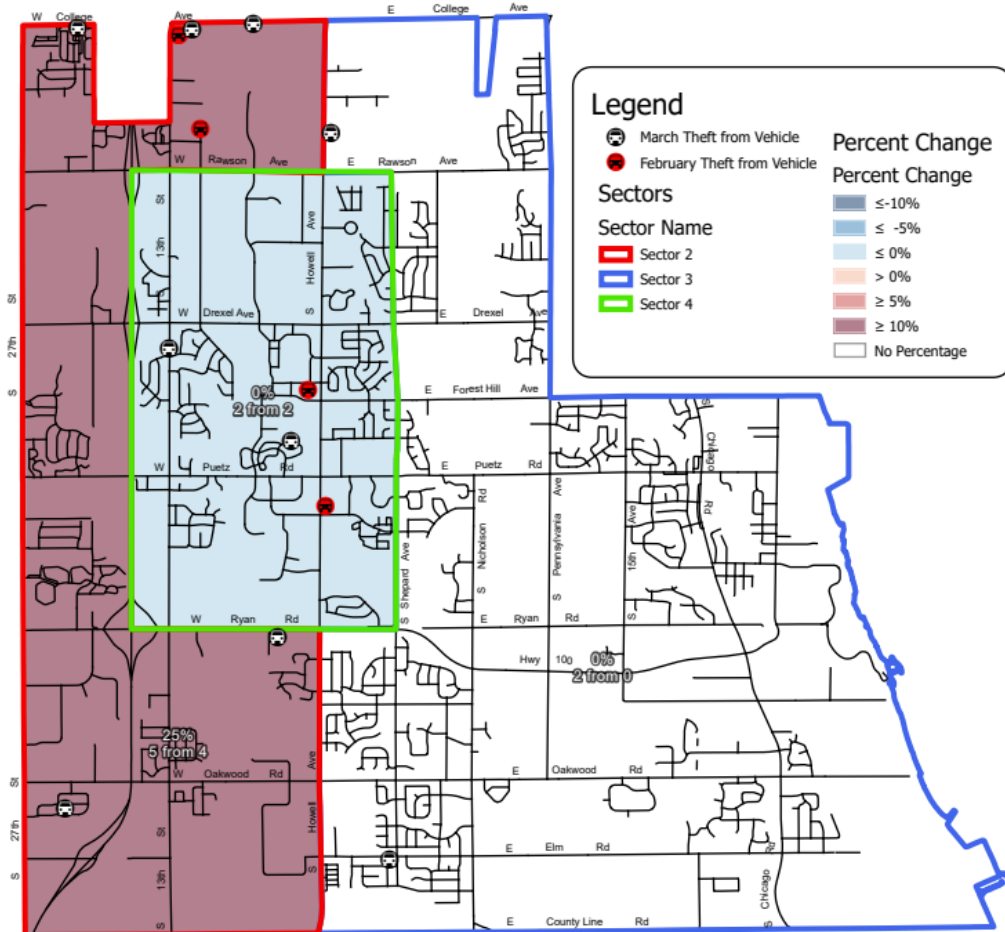 W College Ave
E College Ave
Legend
March Theft from Vehicle
February Theft from Vehicle
Sectors
Sector Name
Sector 2
Sector 3
Sector 4
Percent Change
Percent Change
≤-10%
≤ -5%
≤ 0%
> 0%
≥ 5%
≥ 10%
No Percentage
W Rawson Ave
E Rawson Ave
S 13th St
S Howell Ave
S 27th St
W Drexel Ave
E Drexel Ave
0%
2 from 2
E Forest Hill Ave
W Puetz Rd
E Puetz Rd
S Chicago Rd
S Nicholson Rd
S Pennsylvania Ave
S 15th Ave
S Shepard Ave
W Ryan Rd
E Ryan Rd
Hwy 100
0%
2 from 0
25%
5 from 4
W Oakwood Rd
E Oakwood Rd
S 27th St
S 13th St
S Howell Ave
E Elm Rd
S Chicago Rd
E County Line Rd